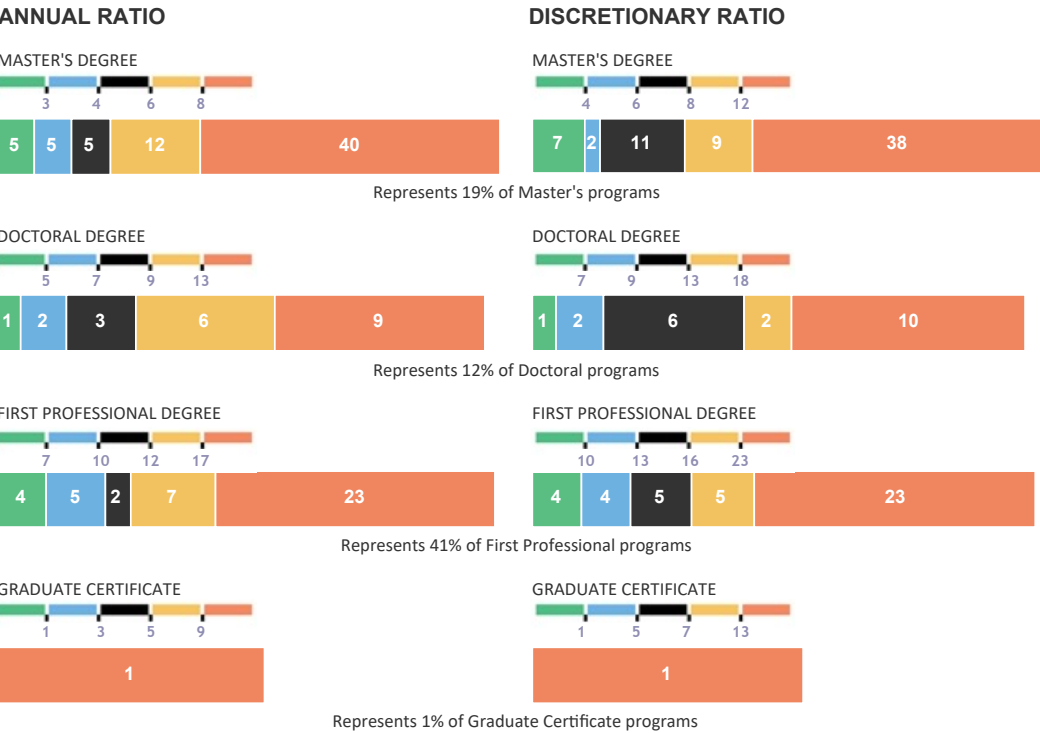 ANNUAL RATIO
DISCRETIONARY RATIO
MASTER'S DEGREE
3 4 6 8
5 5 5 12 40
MASTER'S DEGREE
4 6 8 12
7 2 11 9 38
Represents 19% of Master's programs
DOCTORAL DEGREE
5 7 9 13
1 2 3 6 9
DOCTORAL DEGREE
7 9 13 18
1 2 6 2 10
Represents 12% of Doctoral programs
FIRST PROFESSIONAL DEGREE
7 10 12 17
4 5 2 7 23
FIRST PROFESSIONAL DEGREE
10 13 16 23
4 4 5 5 23
Represents 41% of First Professional programs
GRADUATE CERTIFICATE
1 3 5 9
1
GRADUATE CERTIFICATE
1 5 7 13
1
Represents 1% of Graduate Certificate programs